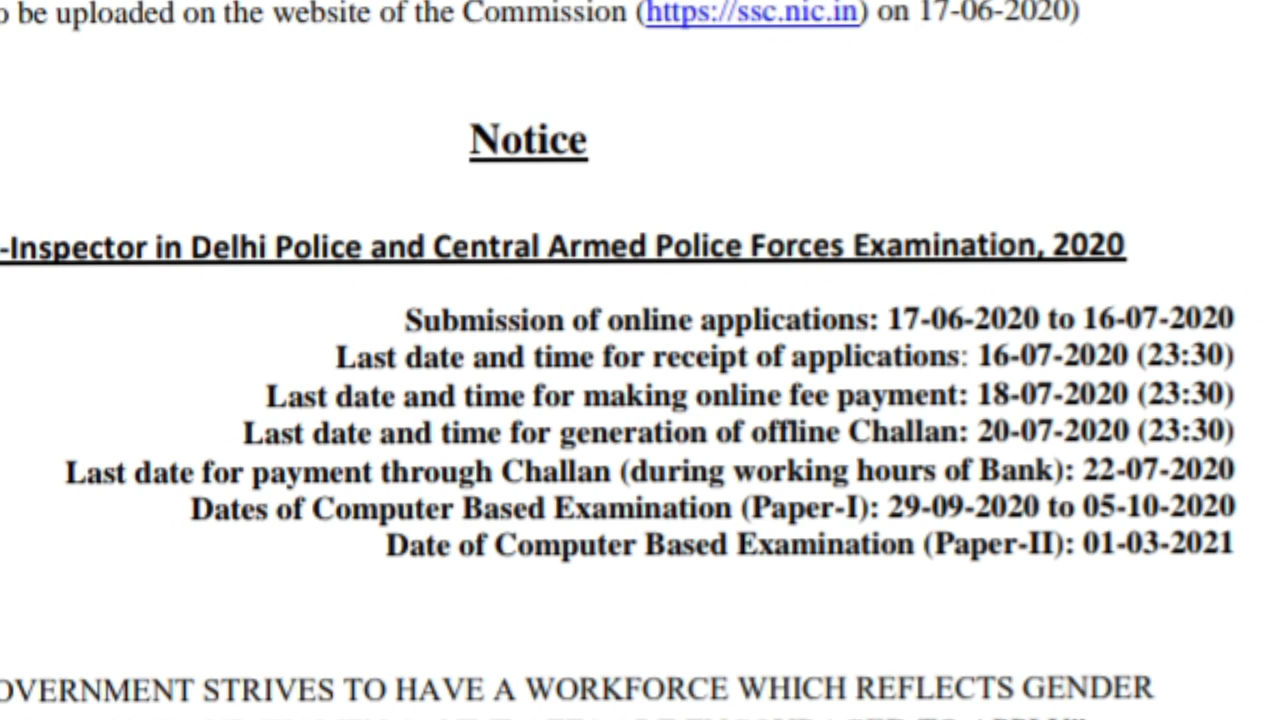 be uploaded on the website of the Commission (https://ssc.nic.in) on 17-06-2020)
Notice
-Inspector in Delhi Police and Central Armed Police Forces Examination, 2020
Submission of online applications: 17-06-2020 to 16-07-2020
Last date and time for receipt of applications: 16-07-2020 (23:30)
Last date and time for making online fee payment: 18-07-2020 (23:30)
Last date and time for generation of offline Challan: 20-07-2020 (23:30)
Last date for payment through Challan (during working hours of Bank): 22-07-2020
Dates of Computer Based Examination (Paper-I): 29-09-2020 to 05-10-2020
Date of Computer Based Examination (Paper-II): 01-03-2021
OVERNMENT STRIVES TO HAVE A WORKFORCE WHICH REFLECTS GENDER